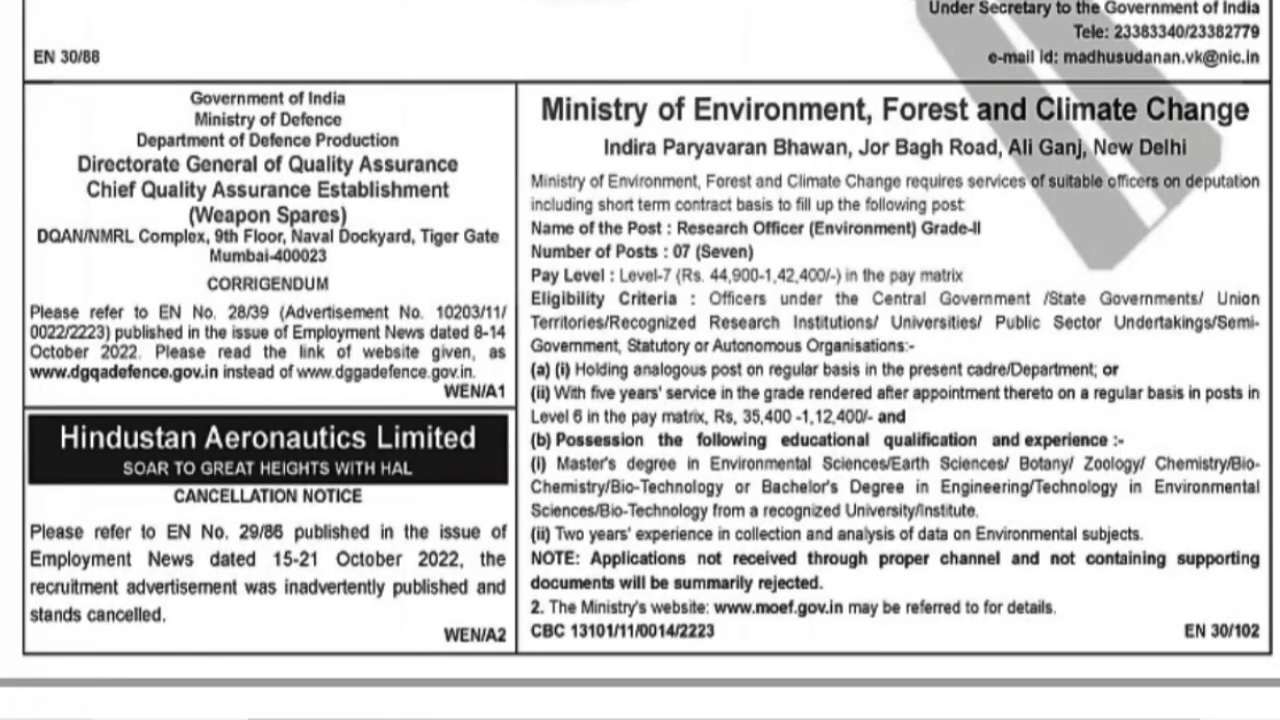 Under Secretary to the Government of India
Tele: 23383340/23382779
EN 30/88
e-mail id: madhusudanan.vk@nic.in
Government of India
Ministry of Defence
Department of Defence Production
Directorate General of Quality Assurance
Chief Quality Assurance Establishment
(Weapon Spares)
DQAN/NMRL Complex, 9th Floor, Naval Dockyard, Tiger Gate
Mumbai-400023
CORRIGENDUM
Please refer to EN No. 28/39 (Advertisement No. 10203/11/
0022/2223) published in the issue of Employment News dated 8-14
October 2022. Please read the link of website given, as
www.dgqadefence.gov.in instead of www.dggadefence.gov.in.
WEN/A1
Hindustan Aeronautics Limited
SOAR TO GREAT HEIGHTS WITH HAL
CANCELLATION NOTICE
Please refer to EN No. 29/86 published in the issue of
Employment News dated 15-21 October 2022, the
recruitment advertisement was inadvertently published and
stands cancelled.
WEN/A2
Ministry of Environment, Forest and Climate Change
Indira Paryavaran Bhawan, Jor Bagh Road, Ali Ganj, New Delhi
Ministry of Environment, Forest and Climate Change requires services of suitable officers on deputation
including short term contract basis to fill up the following post:
Name of the Post : Research Officer (Environment) Grade-II
Number of Posts : 07 (Seven)
Pay Level : Level-7 (Rs. 44,900-1,42,400/-) in the pay matrix
Eligibility Criteria : Officers under the Central Government /State Governments/ Union
Territories/Recognized Research Institutions/ Universities/ Public Sector Undertakings/Semi-
Government, Statutory or Autonomous Organisations:-
(a) (i) Holding analogous post on regular basis in the present cadre/Department; or
(ii) With five years' service in the grade rendered after appointment thereto on a regular basis in posts in
Level 6 in the pay matrix, Rs, 35,400 -1,12,400/- and
(b) Possession the following educational qualification and experience :-
(i) Master's degree in Environmental Sciences/Earth Sciences/ Botany/ Zoology/ Chemistry/Bio-
Chemistry/Bio-Technology or Bachelor's Degree in Engineering/Technology in Environmental
Sciences/Bio-Technology from a recognized University/Institute.
(ii) Two years' experience in collection and analysis of data on Environmental subjects.
NOTE: Applications not received through proper channel and not containing supporting
documents will be summarily rejected.
2. The Ministry's website: www.moef.gov.in may be referred to for details.
CBC 13101/11/0014/2223
EN 30/102